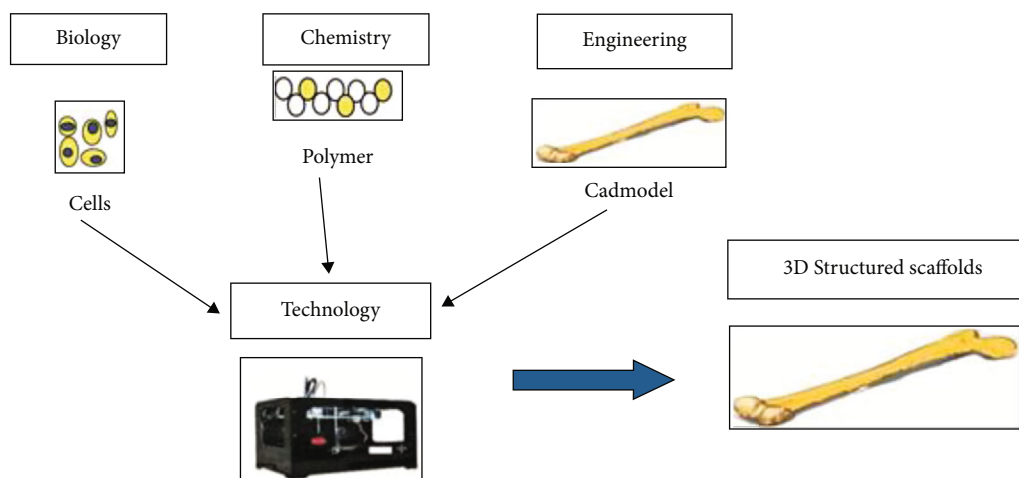 Biology
Chemistry
Engineering
Polymer
Cells
Cadmodel
3D Structured scaffolds
Technology